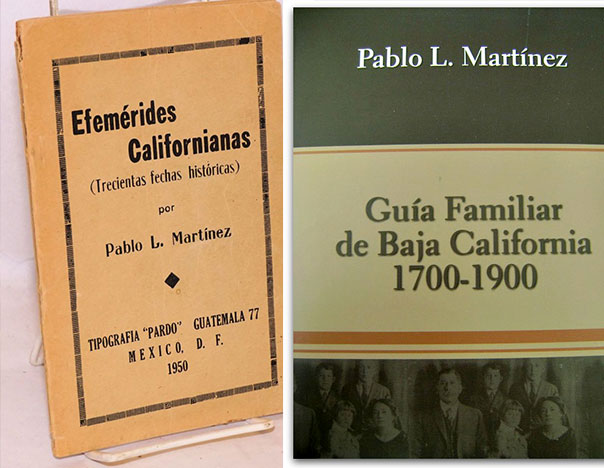 Efemérides
Californianas
(Trecientas fechas históricas)
por
Pablo L. Martínez
TIPOGRAFIA "PARDO" GUATEMALA 77
MEXICO, D. F.
1950
Pablo L. Martínez
Guía Familiar
de Baja California
1700-1900